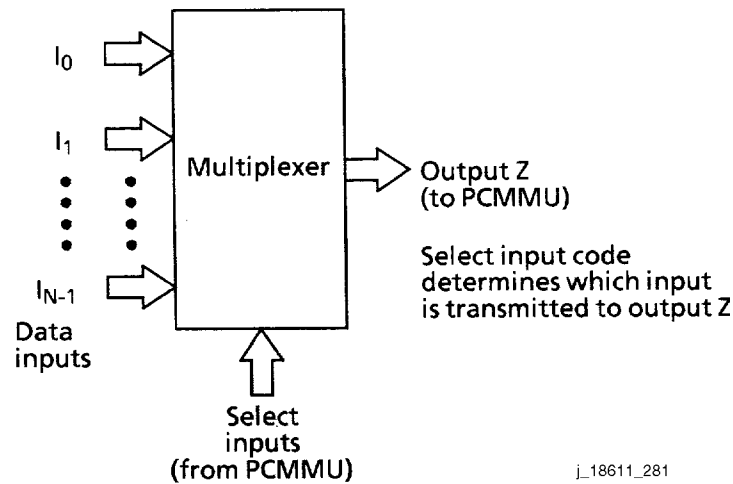 I₀
I₁
Multiplexer
Output Z
(to PCMMU)
Select input code
determines which input
is transmitted to output Z
I_N-1
Data
inputs
Select
inputs
(from PCMMU)
j_18611_281